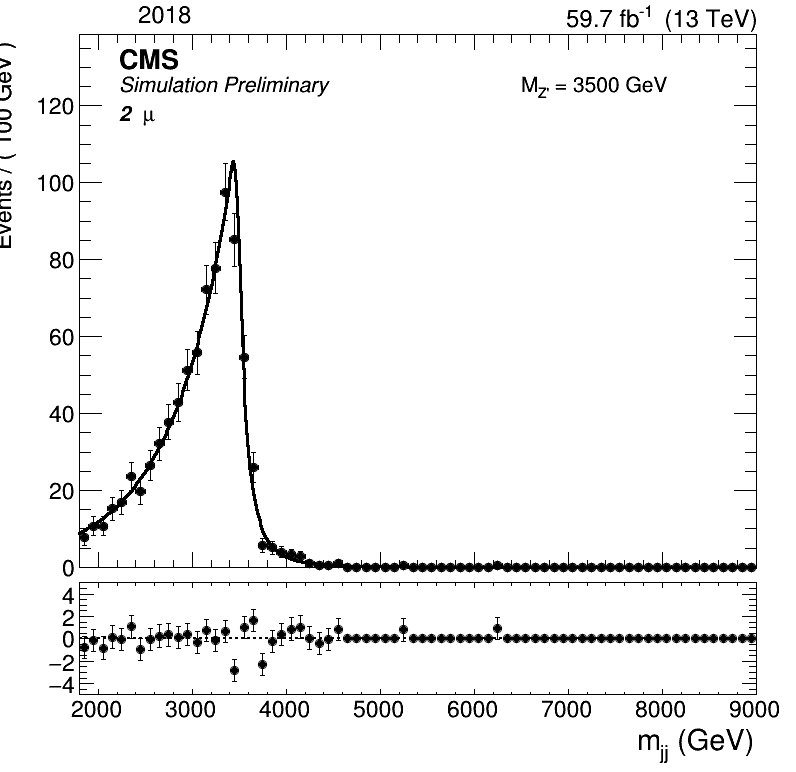 2018 59.7 fb⁻¹ (13 TeV)
CMS
Simulation Preliminary M_Z' = 3500 GeV
2 μ
Events / ( 100 GeV )
120
100
80
60
40
20
0
4
2
0
−2
−4
2000 3000 4000 5000 6000 7000 8000 9000
m_jj (GeV)